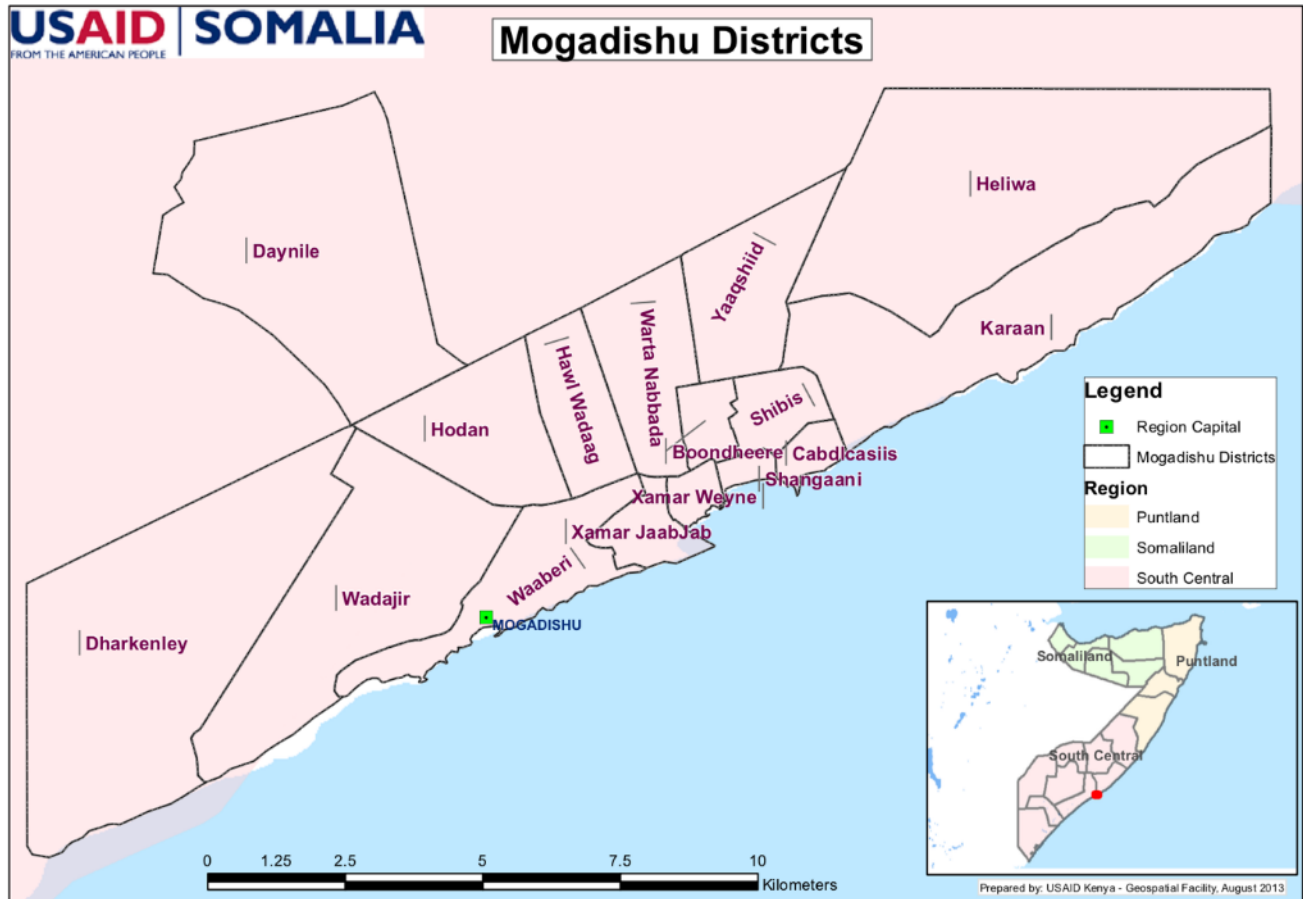 USAID SOMALIA
FROM THE AMERICAN PEOPLE
Mogadishu Districts
Heliwa
Daynile
Yaaqshiid
Karaan
Warta Nabbada
Hawl Wadaag
Shibis
Hodan
Boondheere
Cabdlcasiis
Shangaani
Xamar Weyne
Xamar JaabJab
Waaberi
Wadajir
MOGADISHU
Dharkenley
Legend
Region Capital
Mogadishu Districts
Region
Puntland
Somaliland
South Central
Somaliland
Puntland
South Central
0 1.25 2.5 5 7.5 10
Kilometers
Prepared by: USAID Kenya - Geospatial Facility, August 2013